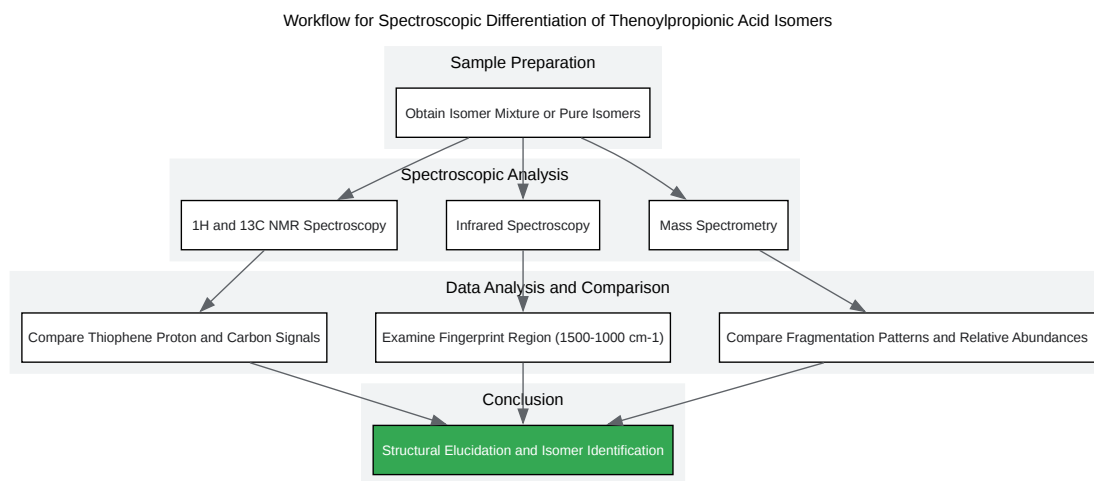 Workflow for Spectroscopic Differentiation of Thenoylpropionic Acid Isomers
Sample Preparation
Obtain Isomer Mixture or Pure Isomers
Spectroscopic Analysis
1H and 13C NMR Spectroscopy
Infrared Spectroscopy
Mass Spectrometry
Data Analysis and Comparison
Compare Thiophene Proton and Carbon Signals
Examine Fingerprint Region (1500-1000 cm-1)
Compare Fragmentation Patterns and Relative Abundances
Conclusion
Structural Elucidation and Isomer Identification